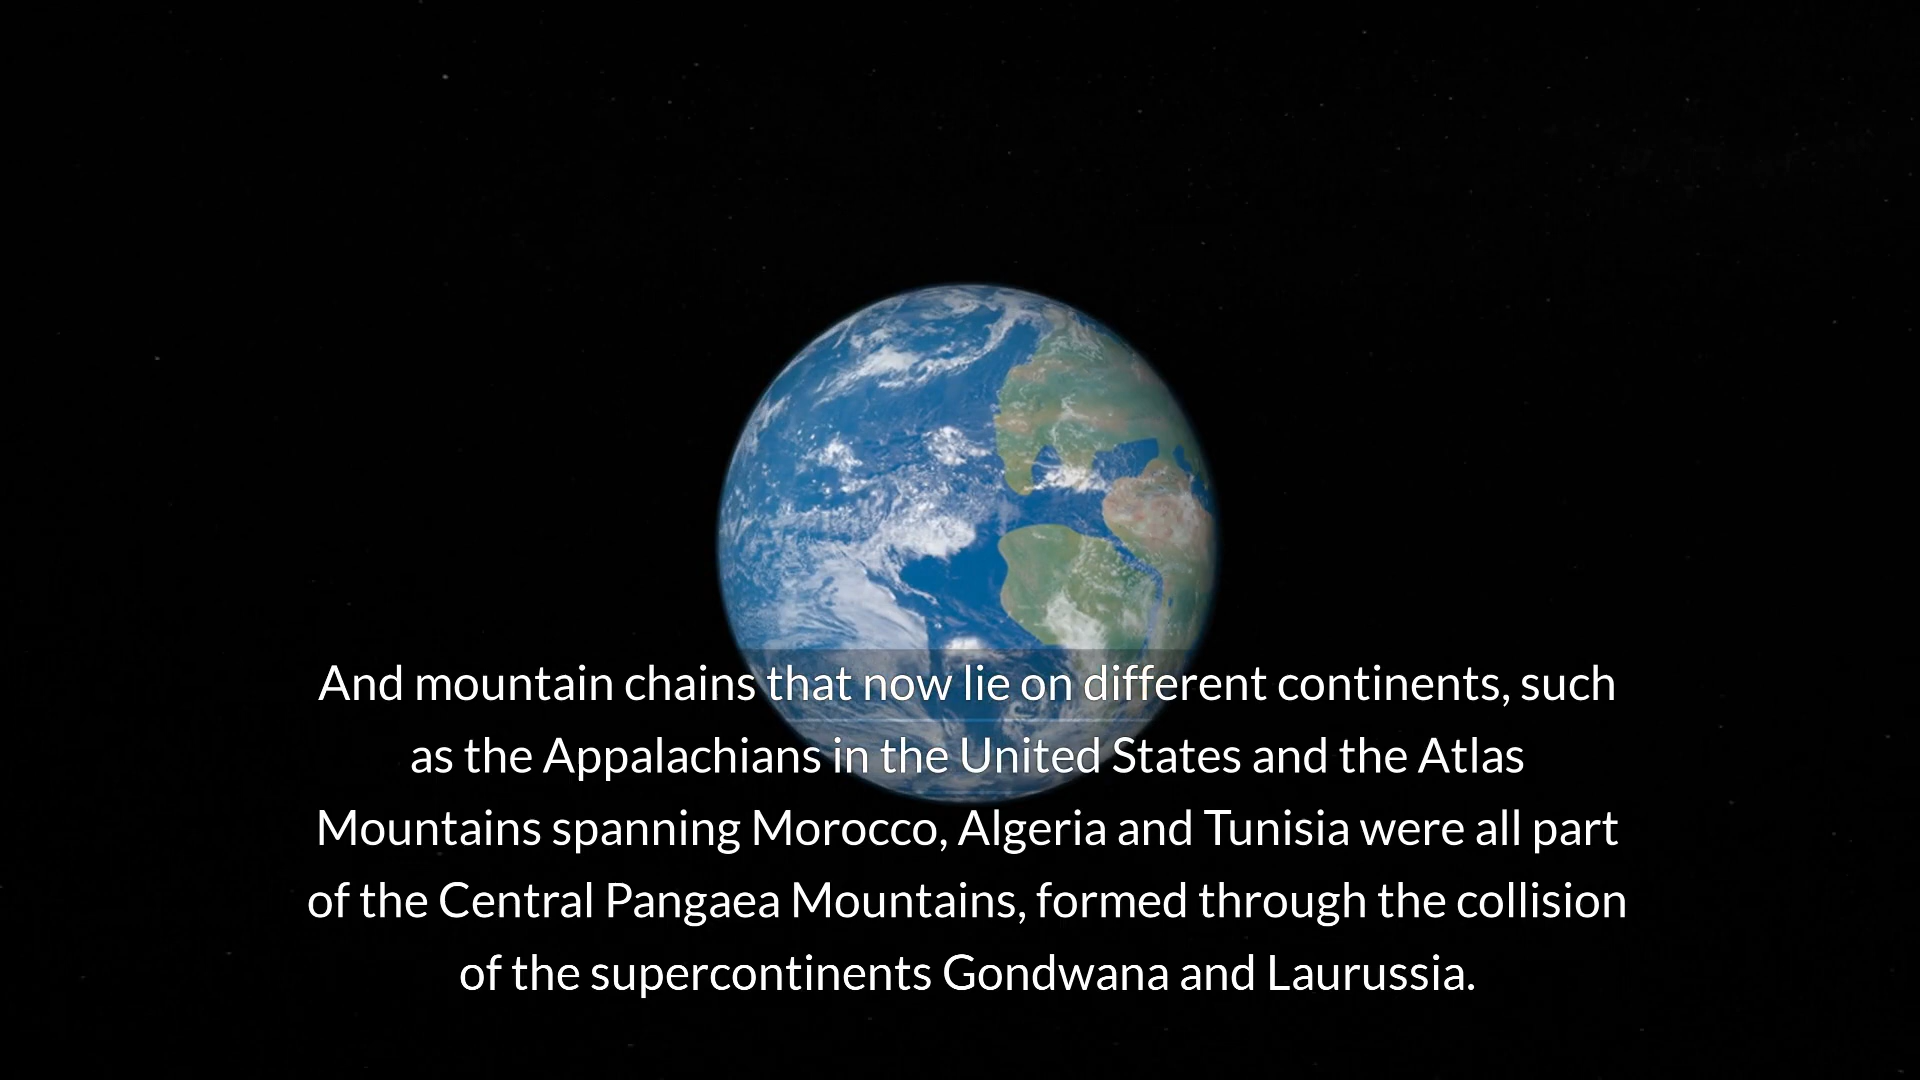 And mountain chains that now lie on different continents, such
as the Appalachians in the United States and the Atlas
Mountains spanning Morocco, Algeria and Tunisia were all part
of the Central Pangaea Mountains, formed through the collision
of the supercontinents Gondwana and Laurussia.